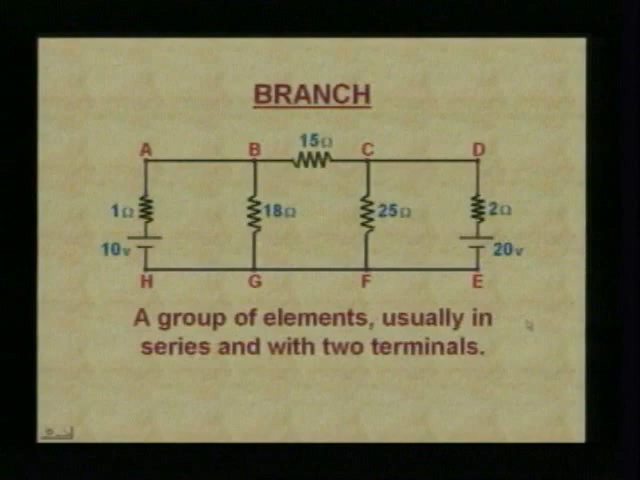 BRANCH
15Ω
A B C D
1Ω 18Ω 25Ω 2Ω
10v 20v
H G F E
A group of elements, usually in
series and with two terminals.